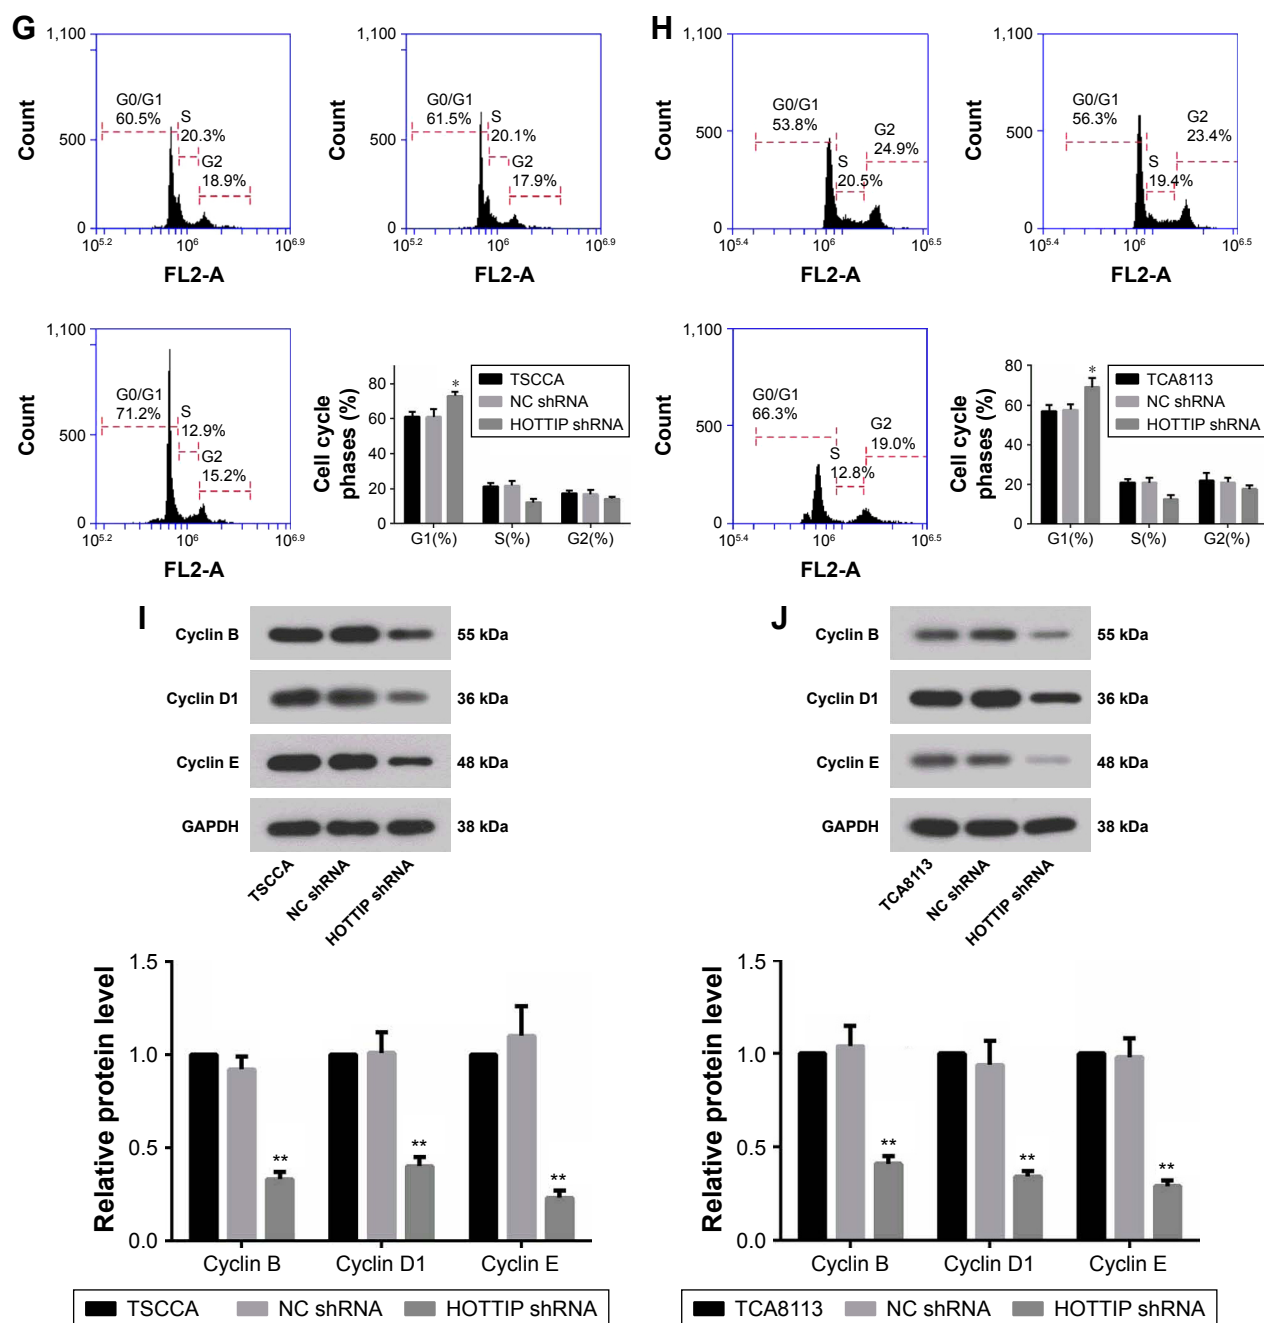 G
1,100
500
0
Count
G0/G1
60.5%
S
20.3%
G2
18.9%
10^5.2
10^6
10^6.9
FL2-A
1,100
500
0
Count
G0/G1
61.5%
S
20.1%
G2
17.9%
10^5.2
10^6
10^6.9
FL2-A
H
1,100
500
0
Count
G0/G1
53.8%
S
20.5%
G2
24.9%
10^5.4
10^6
10^6.5
FL2-A
1,100
500
0
Count
G0/G1
56.3%
S
19.4%
G2
23.4%
10^5.4
10^6
10^6.5
FL2-A
1,100
500
0
Count
G0/G1
71.2%
S
12.9%
G2
15.2%
10^5.2
10^6
10^6.9
FL2-A
Cell cycle
phases (%)
80
60
40
20
0
*
TSCCA
NC shRNA
HOTTIP shRNA
G1(%)
S(%)
G2(%)
1,100
500
0
Count
G0/G1
66.3%
S
12.8%
G2
19.0%
10^5.4
10^6
10^6.5
FL2-A
Cell cycle
phases (%)
80
60
40
20
0
*
TCA8113
NC shRNA
HOTTIP shRNA
G1(%)
S(%)
G2(%)
I
Cyclin B
55 kDa
Cyclin D1
36 kDa
Cyclin E
48 kDa
GAPDH
38 kDa
TSCCA
NC shRNA
HOTTIP shRNA
J
Cyclin B
55 kDa
Cyclin D1
36 kDa
Cyclin E
48 kDa
GAPDH
38 kDa
TCA8113
NC shRNA
HOTTIP shRNA
Relative protein level
1.5
1.0
0.5
0.0
**
**
**
Cyclin B
Cyclin D1
Cyclin E
TSCCA
NC shRNA
HOTTIP shRNA
Relative protein level
1.5
1.0
0.5
0.0
**
**
**
Cyclin B
Cyclin D1
Cyclin E
TCA8113
NC shRNA
HOTTIP shRNA